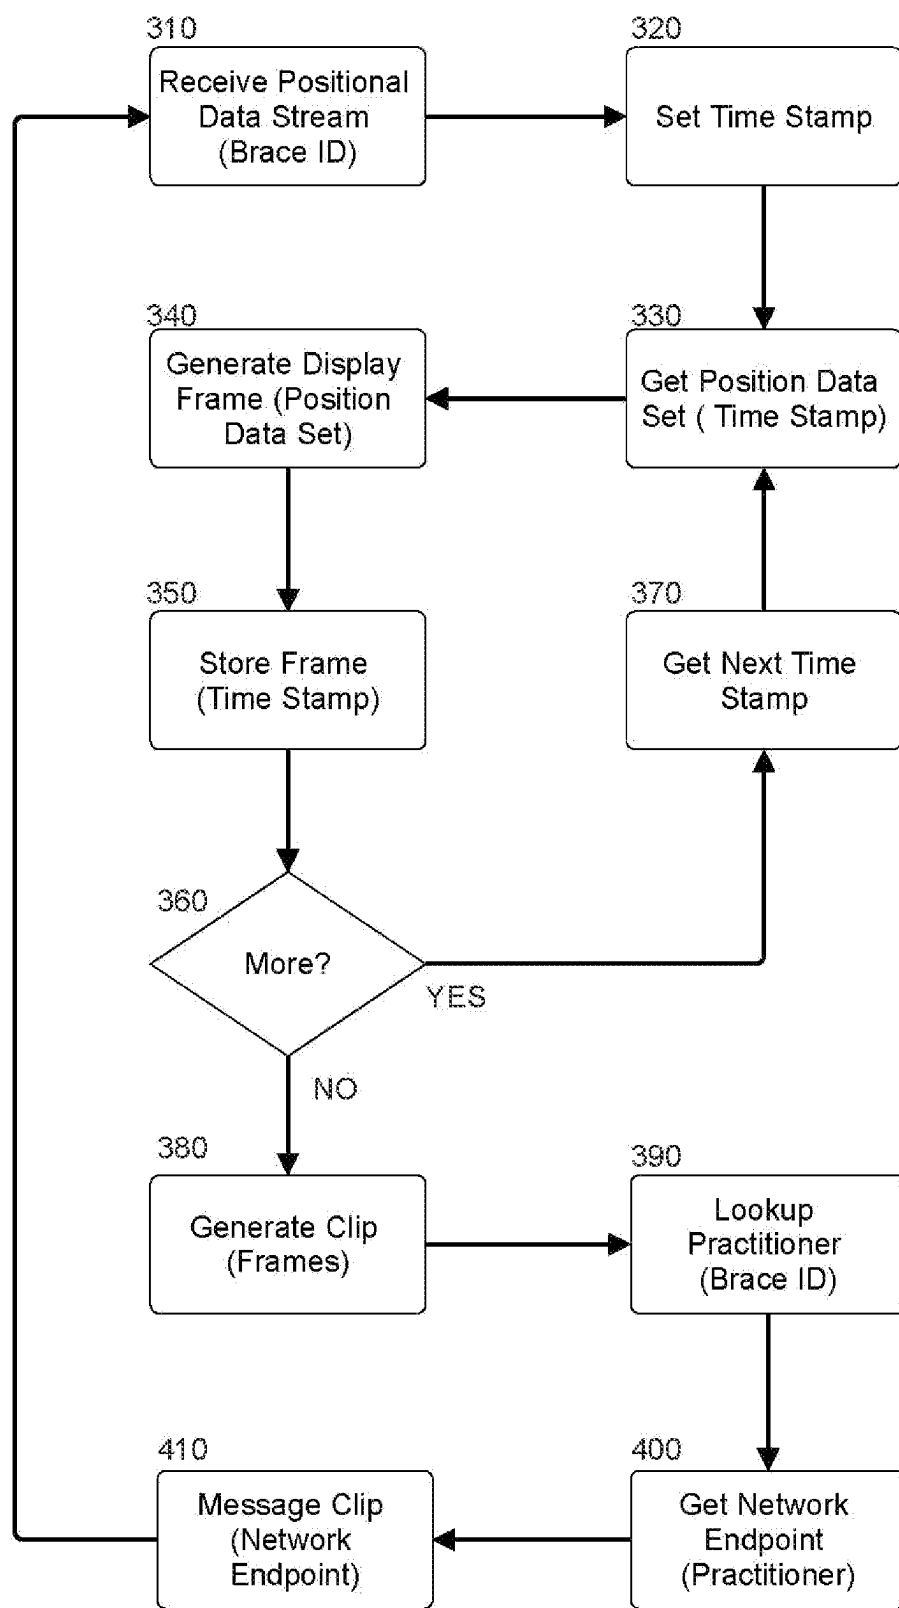 310
Receive Positional
Data Stream
(Brace ID)
320
Set Time Stamp
330
Get Position Data
Set ( Time Stamp)
340
Generate Display
Frame (Position
Data Set)
350
Store Frame
(Time Stamp)
360
More?
YES
NO
370
Get Next Time
Stamp
380
Generate Clip
(Frames)
390
Lookup
Practitioner
(Brace ID)
400
Get Network
Endpoint
(Practitioner)
410
Message Clip
(Network
Endpoint)